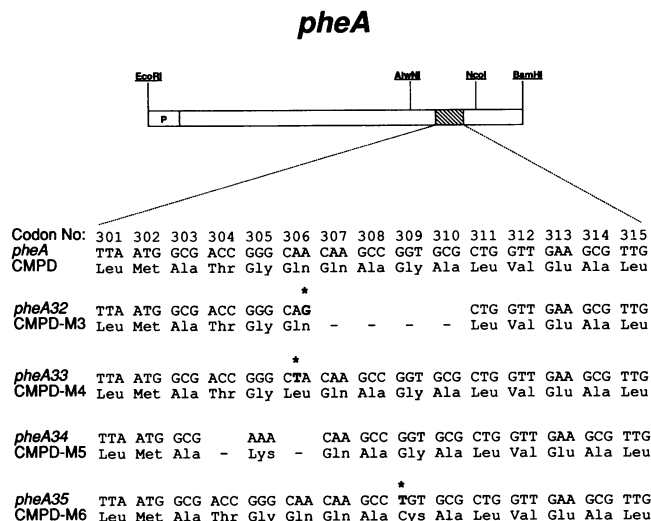 pheA
EcoRI AlwNI NcoI BamHI
P
Codon No: 301 302 303 304 305 306 307 308 309 310 311 312 313 314 315
pheA TTA ATG GCG ACC GGG CAA CAA GCC GGT GCG CTG GTT GAA GCG TTG
CMPD Leu Met Ala Thr Gly Gln Gln Ala Gly Ala Leu Val Glu Ala Leu
*
pheA32 TTA ATG GCG ACC GGG CAG CTG GTT GAA GCG TTG
CMPD-M3 Leu Met Ala Thr Gly Gln - - - - Leu Val Glu Ala Leu
*
pheA33 TTA ATG GCG ACC GGG CTA CAA GCC GGT GCG CTG GTT GAA GCG TTG
CMPD-M4 Leu Met Ala Thr Gly Leu Gln Ala Gly Ala Leu Val Glu Ala Leu
pheA34 TTA ATG GCG AAA CAA GCC GGT GCG CTG GTT GAA GCG TTG
CMPD-M5 Leu Met Ala - Lys - Gln Ala Gly Ala Leu Val Glu Ala Leu
*
pheA35 TTA ATG GCG ACC GGG CAA CAA GCC TGT GCG CTG GTT GAA GCG TTG
CMPD-M6 Leu Met Ala Thr Gly Gln Gln Ala Cys Ala Leu Val Glu Ala Leu